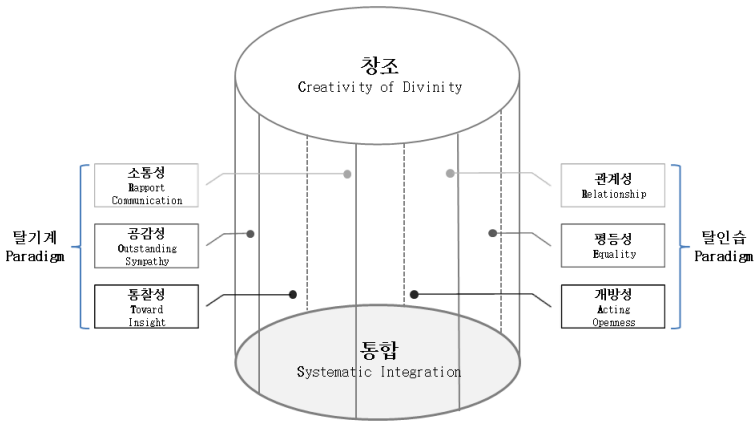 창조
Creativity of Divinity
탈기계
Paradigm
소통성
Rapport
Communication
공감성
Outstanding
Sympathy
통찰성
Toward
Insight
관계성
Relationship
평등성
Equality
개방성
Acting
Openness
탈인습
Paradigm
통합
Systematic Integration